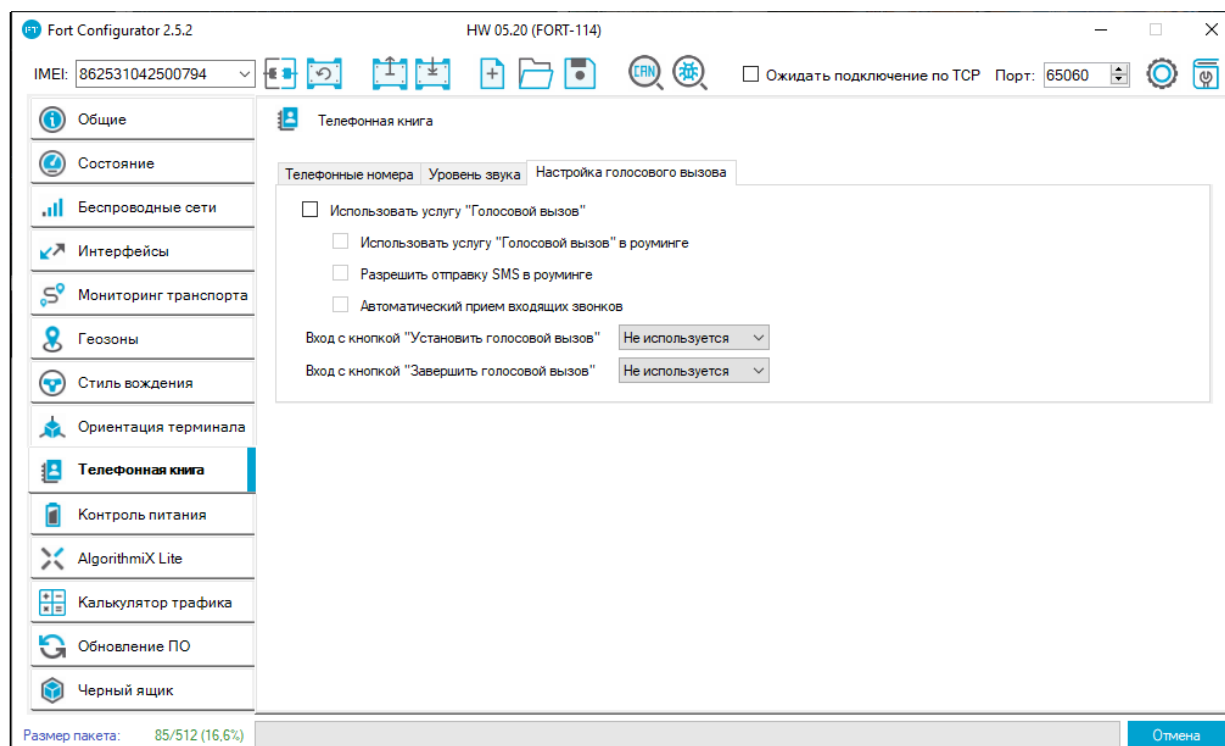 FT Fort Configurator 2.5.2 HW 05.20 (FORT-114)
IMEI: 862531042500794 CAN Ожидать подключение по TCP Порт: 65060
Общие
Состояние
Беспроводные сети
Интерфейсы
Мониторинг транспорта
Геозоны
Стиль вождения
Ориентация терминала
Телефонная книга
Контроль питания
AlgorithmiX Lite
Калькулятор трафика
Обновление ПО
Черный ящик
Телефонная книга
Телефонные номера Уровень звука Настройка голосового вызова
Использовать услугу "Голосовой вызов"
Использовать услугу "Голосовой вызов" в роуминге
Разрешить отправку SMS в роуминге
Автоматический прием входящих звонков
Вход с кнопкой "Установить голосовой вызов" Не используется
Вход с кнопкой "Завершить голосовой вызов" Не используется
Размер пакета: 85/512 (16,6%) Отмена